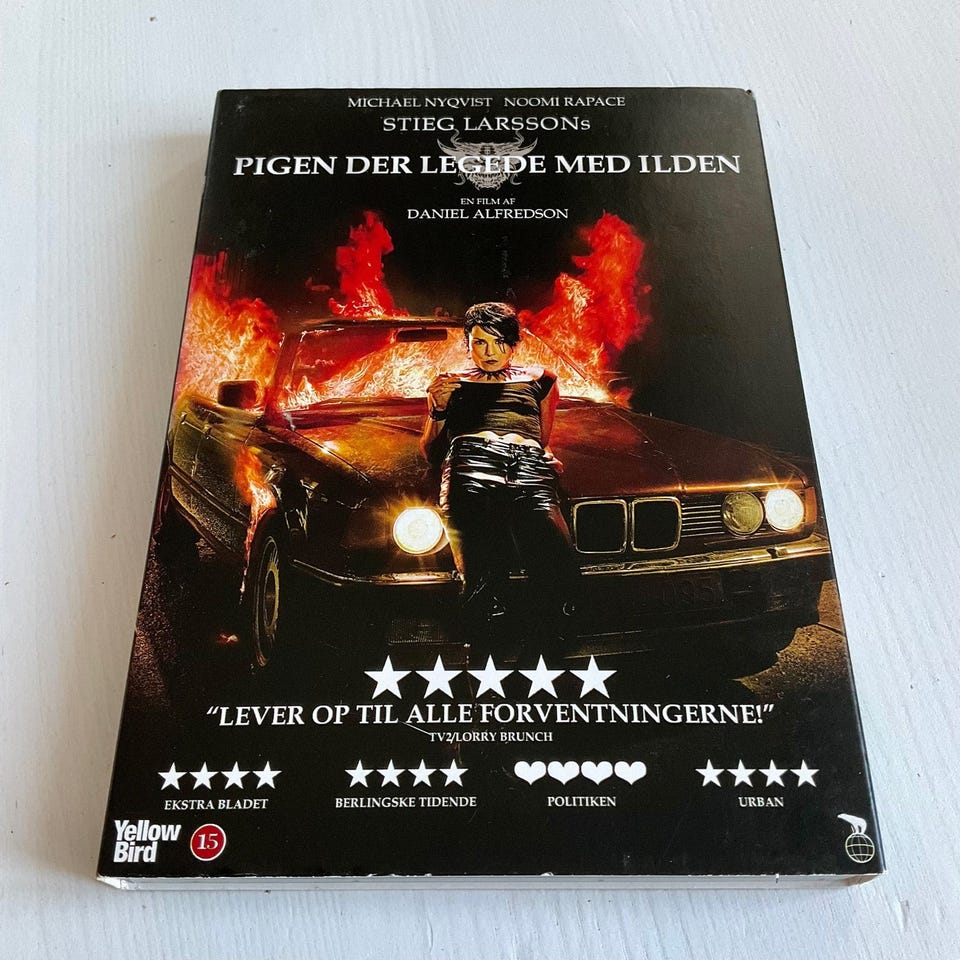 MICHAEL NYQVIST NOOMI RAPACE
STIEG LARSSONs
PIGEN DER LEGEDE MED ILDEN
EN FILM AF
DANIEL ALFREDSON
"LEVER OP TIL ALLE FORVENTNINGERNE!"
TV2/LORRY BRUNCH
EKSTRA BLADET
BERLINGSKE TIDENDE
POLITIKEN
URBAN
Yellow
Bird
15